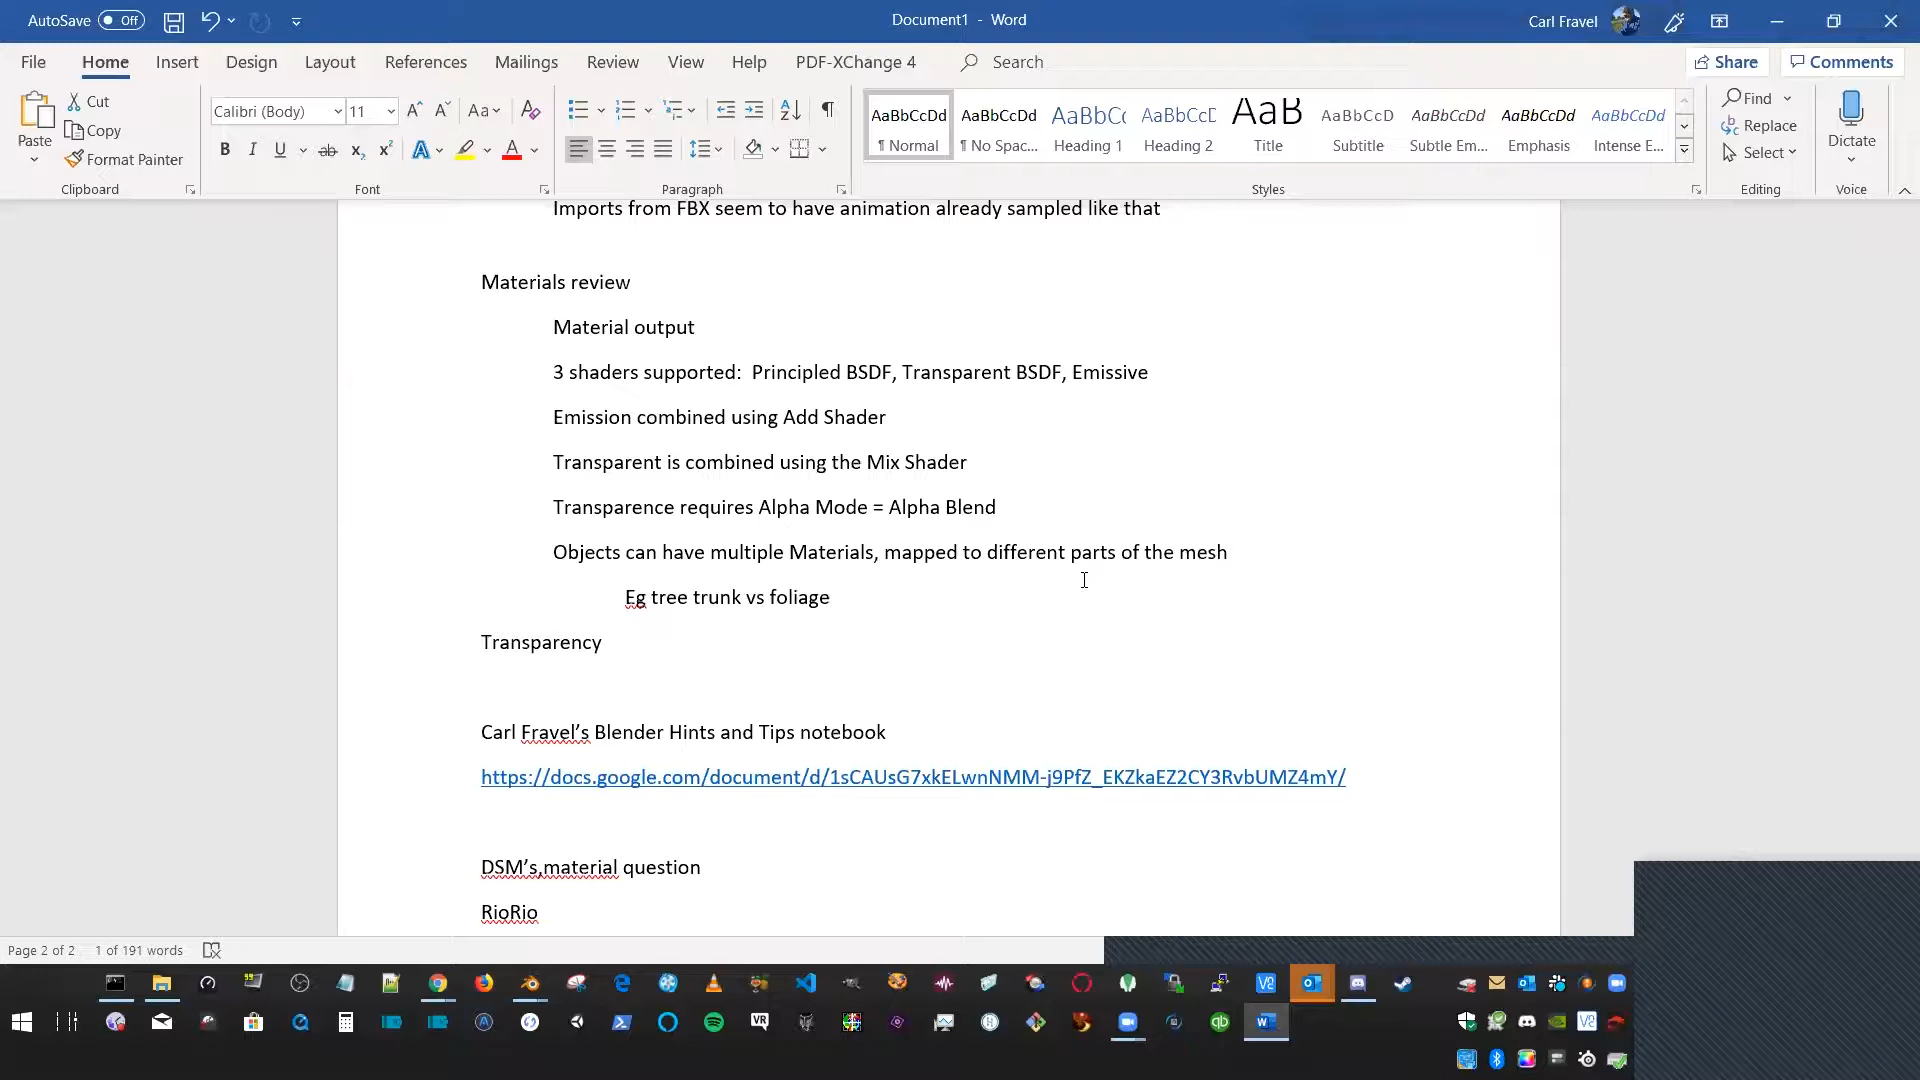 AutoSave Off
Document1 - Word
Carl Fravel
File Home Insert Design Layout References Mailings Review View Help PDF-XChange 4 Search
Share Comments
Paste
Cut
Copy
Format Painter
Clipboard
Calibri (Body) 11
Font
Paragraph
AaBbCcDd AaBbCcDd AaBbCc AaBbCcD AaB AaBbCcD AaBbCcDd AaBbCcDd AaBbCcDd
¶ Normal ¶ No Spac... Heading 1 Heading 2 Title Subtitle Subtle Em... Emphasis Intense E...
Styles
Find
Replace
Select
Editing
Dictate
Voice
Imports from FBX seem to have animation already sampled like that
Materials review
Material output
3 shaders supported: Principled BSDF, Transparent BSDF, Emissive
Emission combined using Add Shader
Transparent is combined using the Mix Shader
Transparence requires Alpha Mode = Alpha Blend
Objects can have multiple Materials, mapped to different parts of the mesh
Eg tree trunk vs foliage
Transparency
Carl Fravel’s Blender Hints and Tips notebook
https://docs.google.com/document/d/1sCAUsG7xkELwnNMM-j9PfZ_EKZkaEZ2CY3RvbUMZ4mY/
DSM’s,material question
RioRio
Page 2 of 2 1 of 191 words